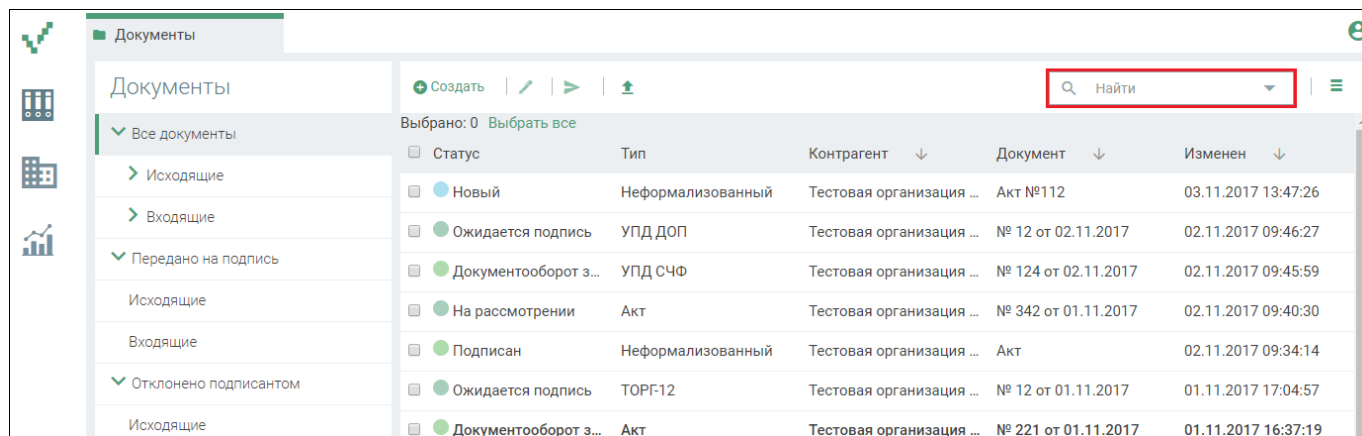 Документы
Документы
Все документы
Исходящие
Входящие
Передано на подпись
Исходящие
Входящие
Отклонено подписантом
Исходящие
Создать
Найти
Выбрано: 0 Выбрать все
Статус Тип Контрагент Документ Изменен
Новый Неформализованный Тестовая организация ... Акт №112 03.11.2017 13:47:26
Ожидается подпись УПД ДОП Тестовая организация ... № 12 от 02.11.2017 02.11.2017 09:46:27
Документооборот з... УПД СЧФ Тестовая организация ... № 124 от 02.11.2017 02.11.2017 09:45:59
На рассмотрении Акт Тестовая организация ... № 342 от 01.11.2017 02.11.2017 09:40:30
Подписан Неформализованный Тестовая организация ... Акт 02.11.2017 09:34:14
Ожидается подпись ТОРГ-12 Тестовая организация ... № 12 от 01.11.2017 01.11.2017 17:04:57
Документооборот з... Акт Тестовая организация ... № 221 от 01.11.2017 01.11.2017 16:37:19